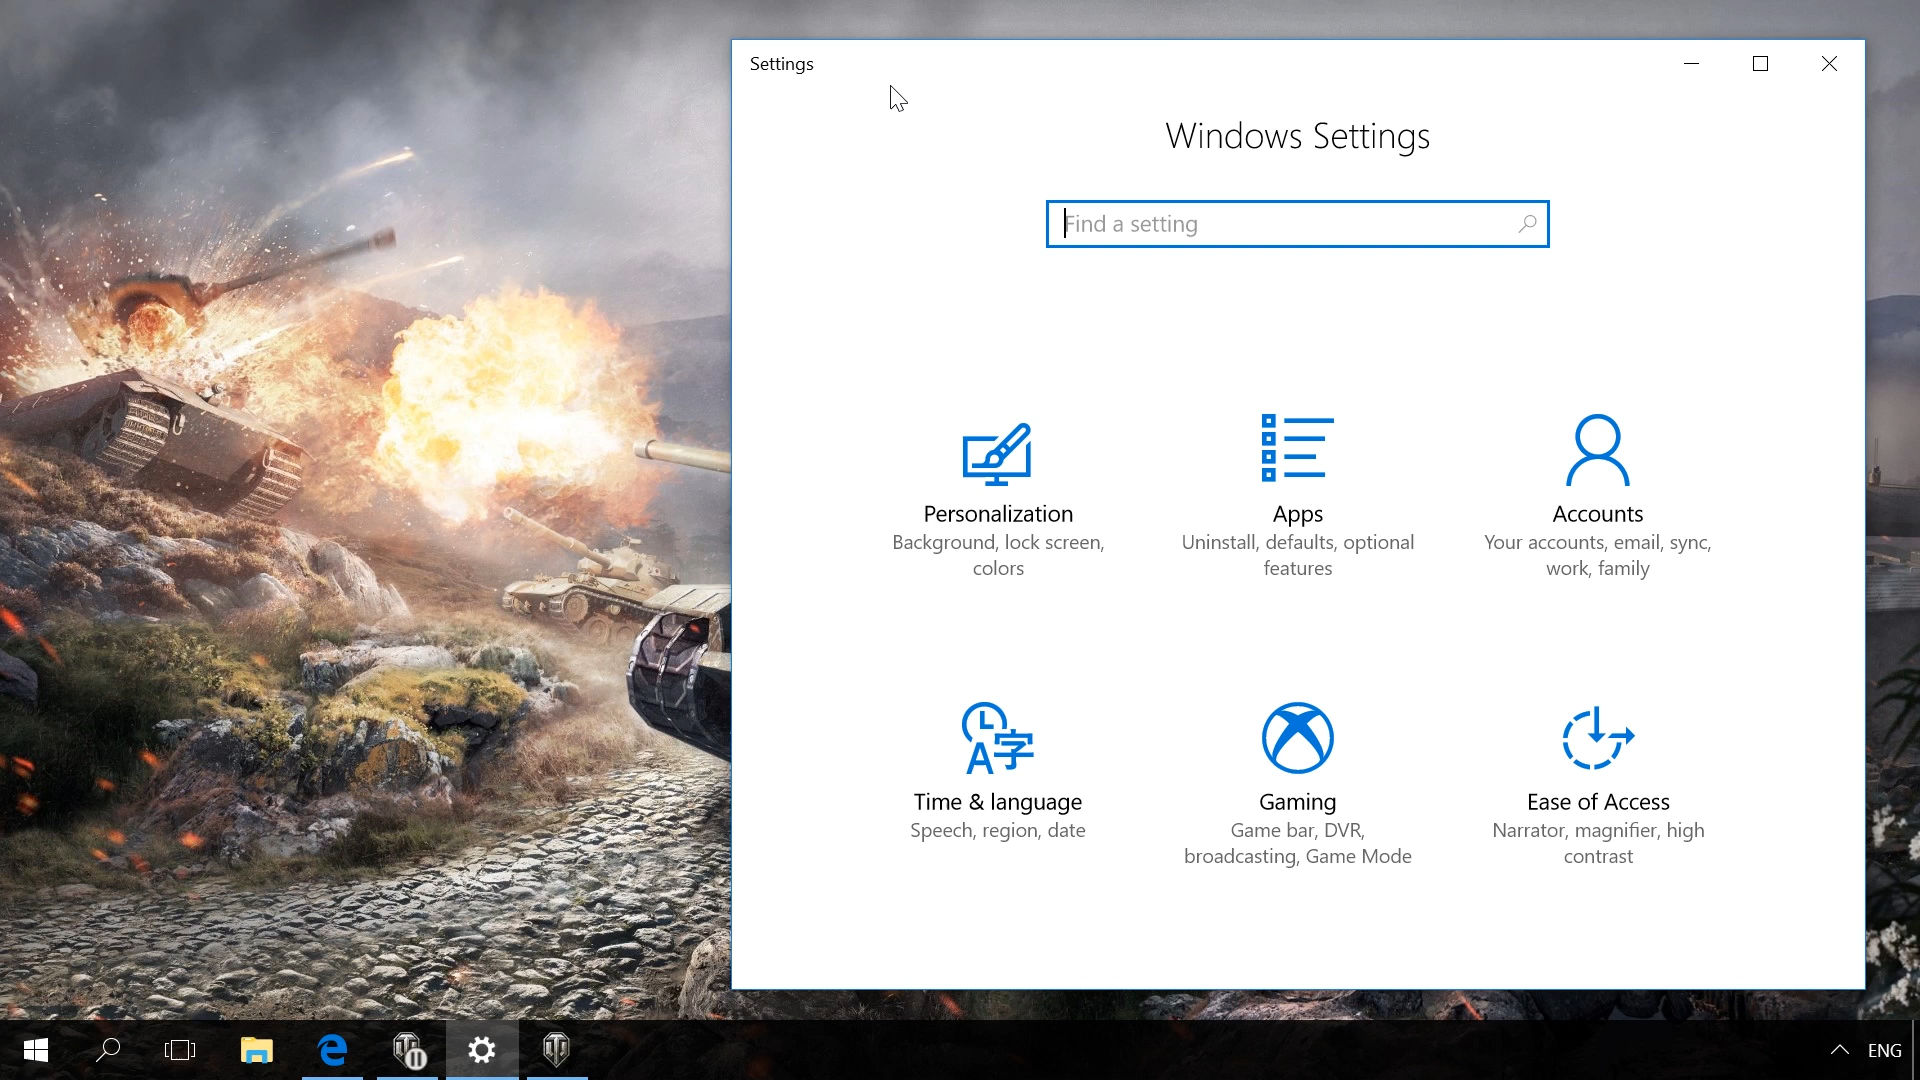 Settings
Windows Settings
Find a setting
Personalization
Background, lock screen,
colors
Apps
Uninstall, defaults, optional
features
Accounts
Your accounts, email, sync,
work, family
Time & language
Speech, region, date
Gaming
Game bar, DVR,
broadcasting, Game Mode
Ease of Access
Narrator, magnifier, high
contrast
ENG